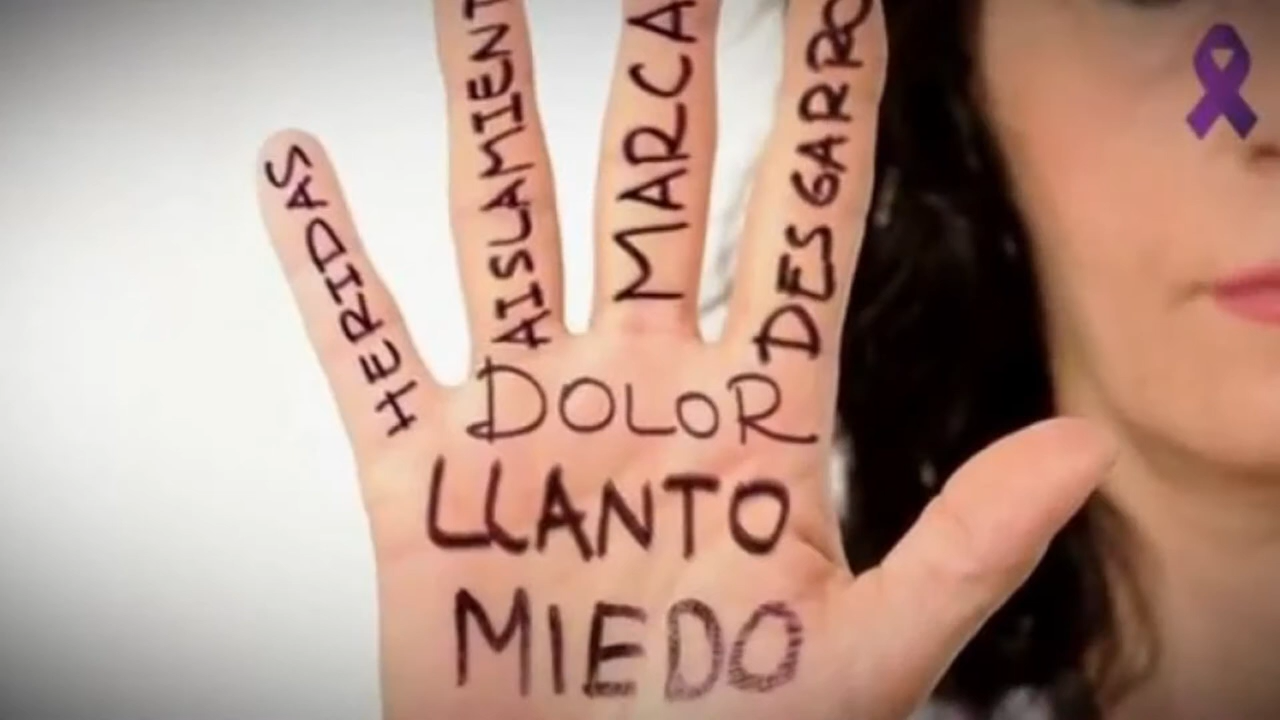 HERIDAS
AISLAMIENT
MARCA
DESGARRO
DOLOR
LLANTO
MIEDO